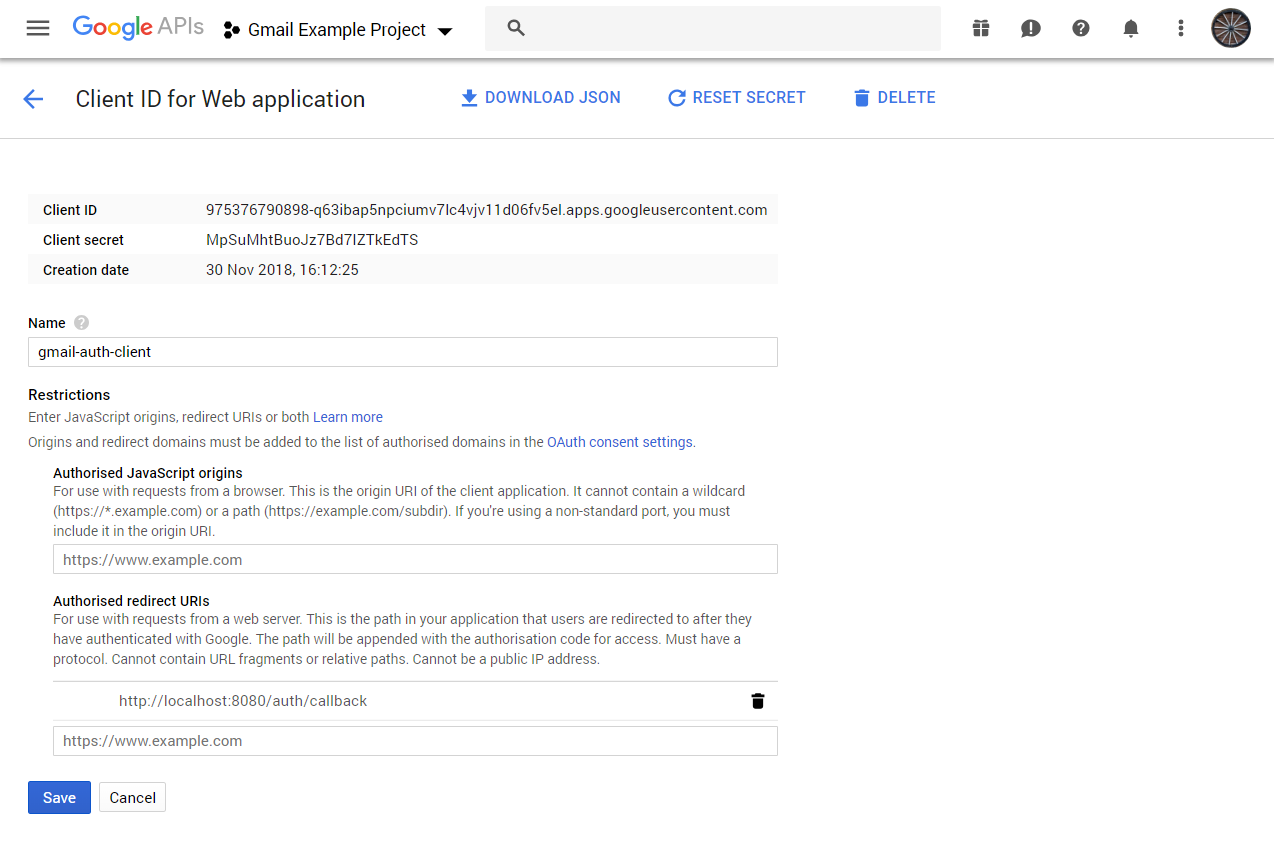 Google APIs
Gmail Example Project
Client ID for Web application
DOWNLOAD JSON
RESET SECRET
DELETE
Client ID 975376790898-q63ibap5npciumv7lc4vjv11d06fv5el.apps.googleusercontent.com
Client secret MpSuMhtBuoJz7Bd7IZTkEdTS
Creation date 30 Nov 2018, 16:12:25
Name
gmail-auth-client
Restrictions
Enter JavaScript origins, redirect URIs or both Learn more
Origins and redirect domains must be added to the list of authorised domains in the OAuth consent settings.
Authorised JavaScript origins
For use with requests from a browser. This is the origin URI of the client application. It cannot contain a wildcard
(https://*.example.com) or a path (https://example.com/subdir). If you're using a non-standard port, you must
include it in the origin URI.
https://www.example.com
Authorised redirect URIs
For use with requests from a web server. This is the path in your application that users are redirected to after they
have authenticated with Google. The path will be appended with the authorisation code for access. Must have a
protocol. Cannot contain URL fragments or relative paths. Cannot be a public IP address.
http://localhost:8080/auth/callback
https://www.example.com
Save
Cancel